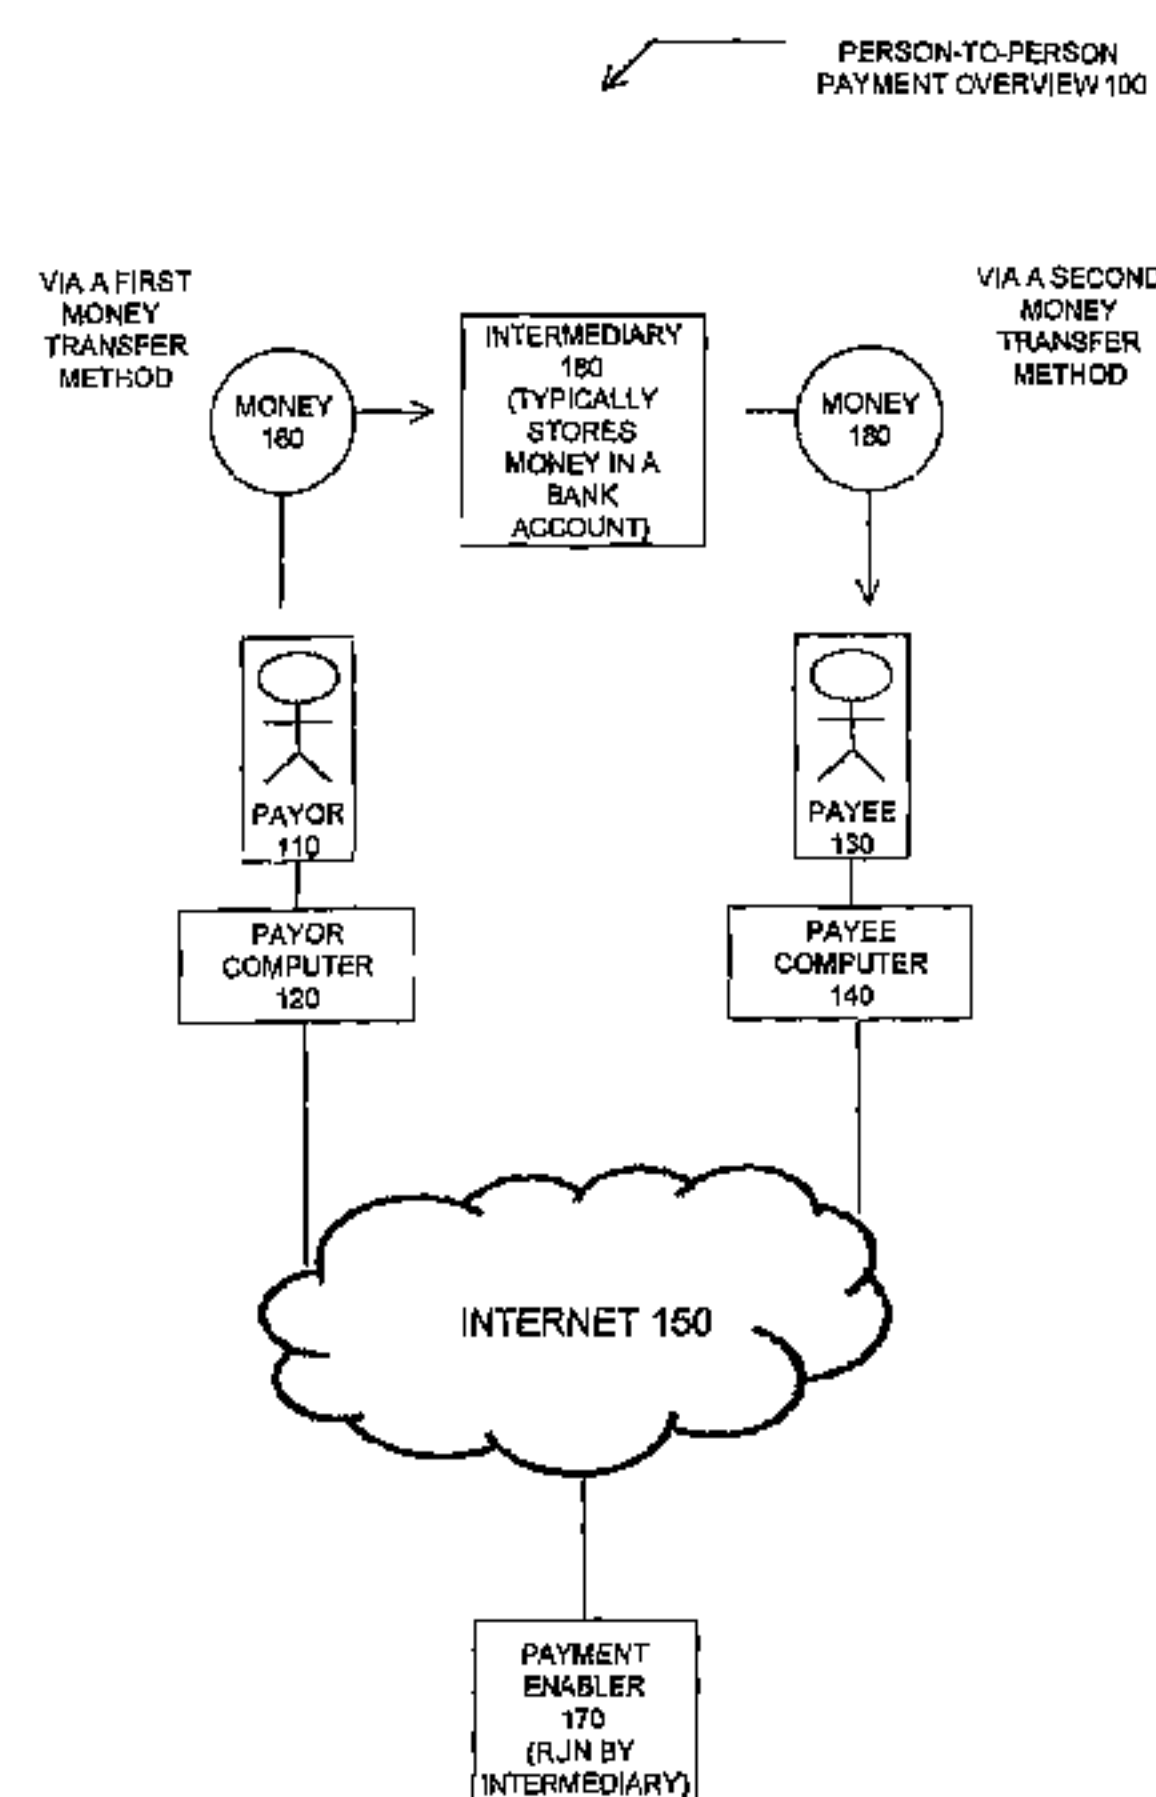 PERSON-TO-PERSON
PAYMENT OVERVIEW 100
VIA A FIRST
MONEY
TRANSFER
METHOD
MONEY
160
INTERMEDIARY
180
(TYPICALLY
STORES
MONEY IN A
BANK
ACCOUNT)
VIA A SECOND
MONEY
TRANSFER
METHOD
MONEY
180
PAYOR
110
PAYEE
130
PAYOR
COMPUTER
120
PAYEE
COMPUTER
140
INTERNET 150
PAYMENT
ENABLER
170
(RUN BY
INTERMEDIARY)